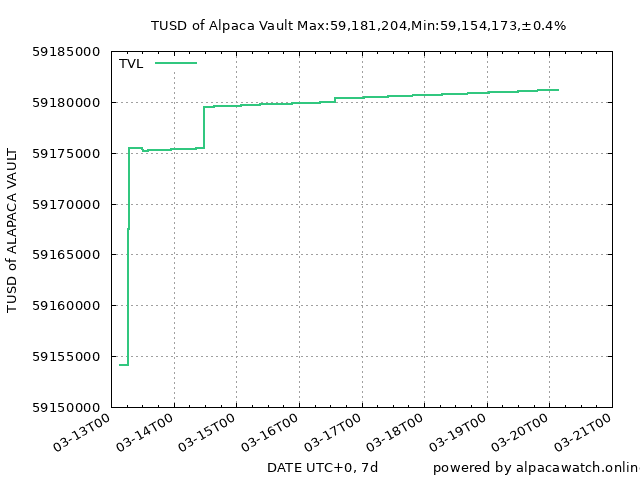 TUSD of Alpaca Vault Max:59,181,204,Min:59,154,173,±0.4%
TVL
59185000
59180000
59175000
59170000
59165000
59160000
59155000
59150000
TUSD of ALAPACA VAULT
03-13T00
03-14T00
03-15T00
03-16T00
03-17T00
03-18T00
03-19T00
03-20T00
03-21T00
DATE UTC+0, 7d
powered by alpacawatch.onlin